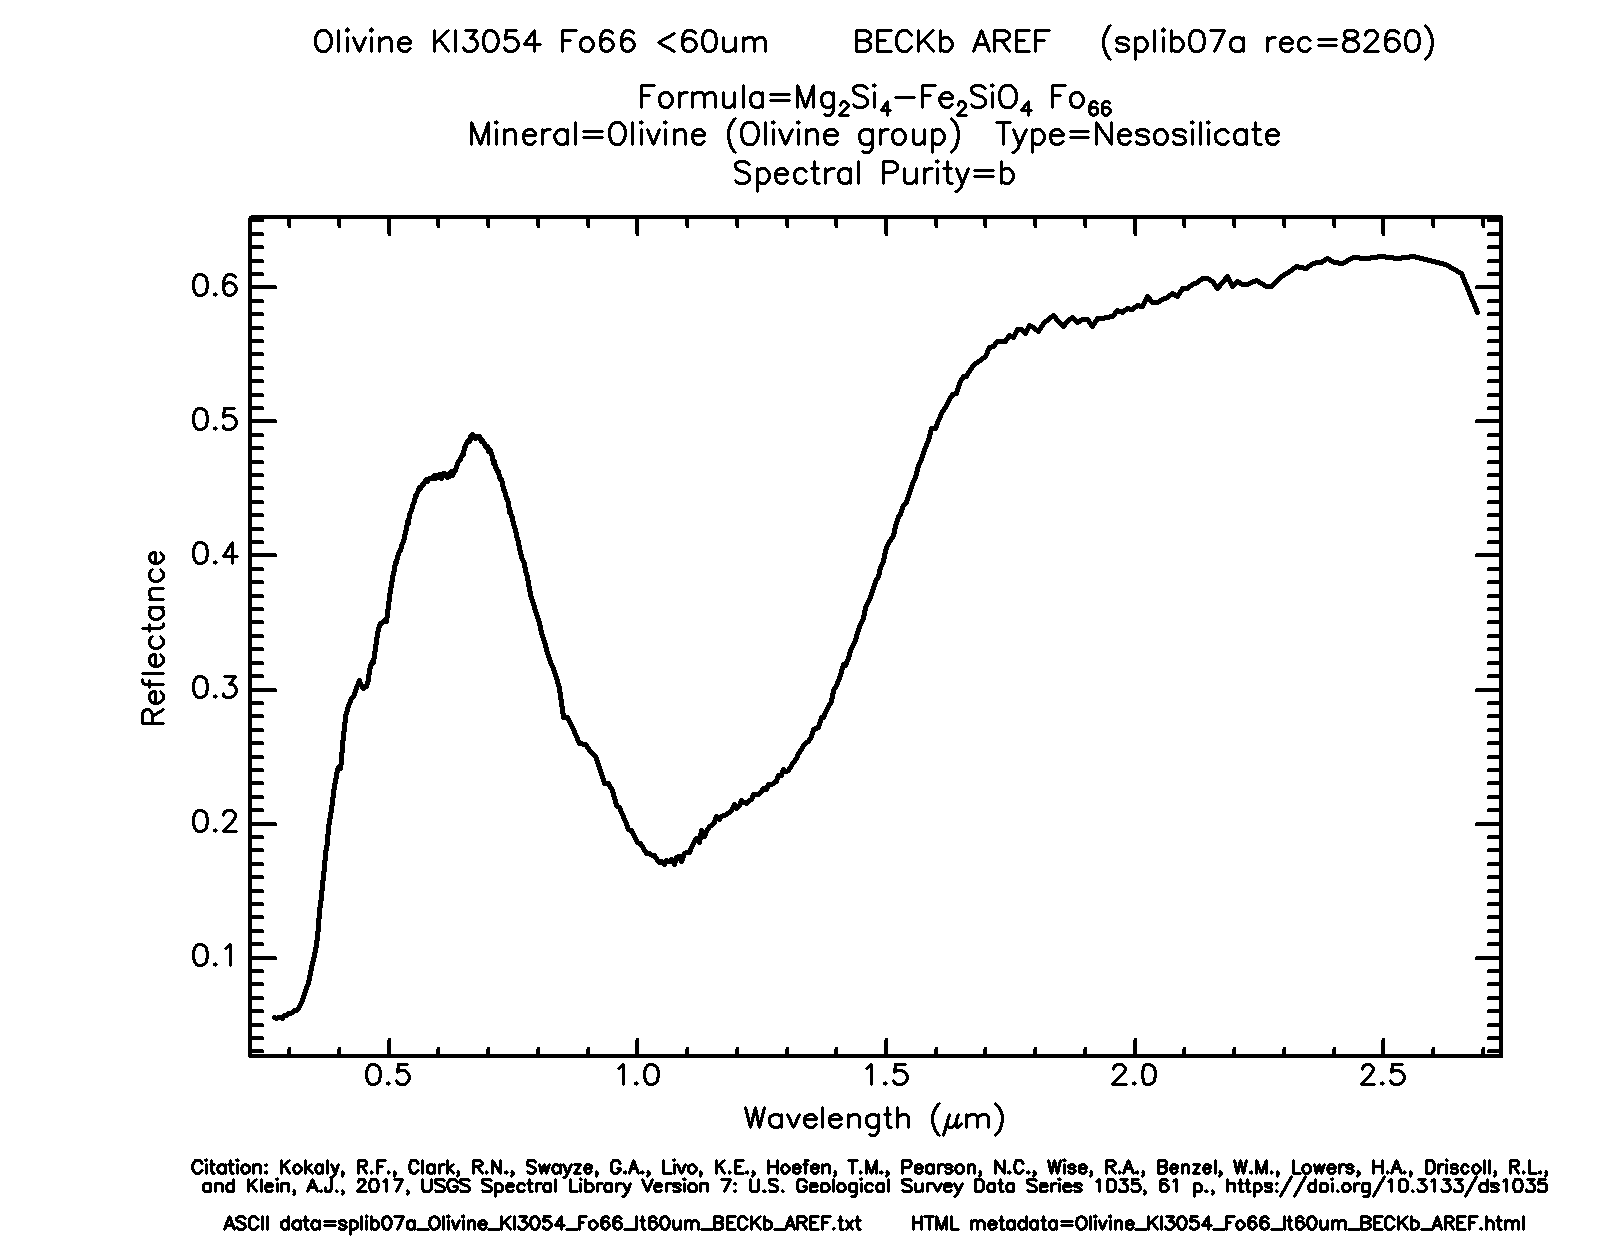 Olivine KI3054 Fo66 <60um BECKb AREF (splib07a rec=8260)
Formula=Mg₂Si₄−Fe₂SiO₄ Fo₆₆
Mineral=Olivine (Olivine group) Type=Nesosilicate
Spectral Purity=b
0.6
0.5
0.4
0.3
0.2
0.1
Reflectance
0.5 1.0 1.5 2.0 2.5
Wavelength (μm)
Citation: Kokaly, R.F., Clark, R.N., Swayze, G.A., Livo, K.E., Hoefen, T.M., Pearson, N.C., Wise, R.A., Benzel, W.M., Lowers, H.A., Driscoll, R.L.,
and Klein, A.J., 2017, USGS Spectral Library Version 7: U.S. Geological Survey Data Series 1035, 61 p., https://doi.org/10.3133/ds1035
ASCII data=splib07a_Olivine_KI3054_Fo66_lt60um_BECKb_AREF.txt HTML metadata=Olivine_KI3054_Fo66_lt60um_BECKb_AREF.html